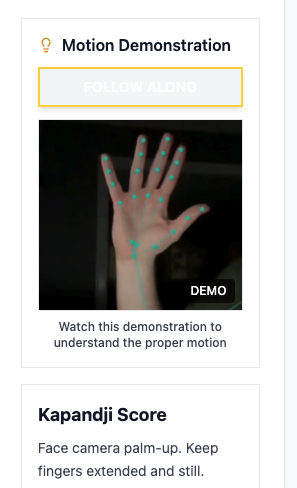 Motion Demonstration
FOLLOW ALONG
DEMO
Watch this demonstration to
understand the proper motion
Kapandji Score
Face camera palm-up. Keep
fingers extended and still.